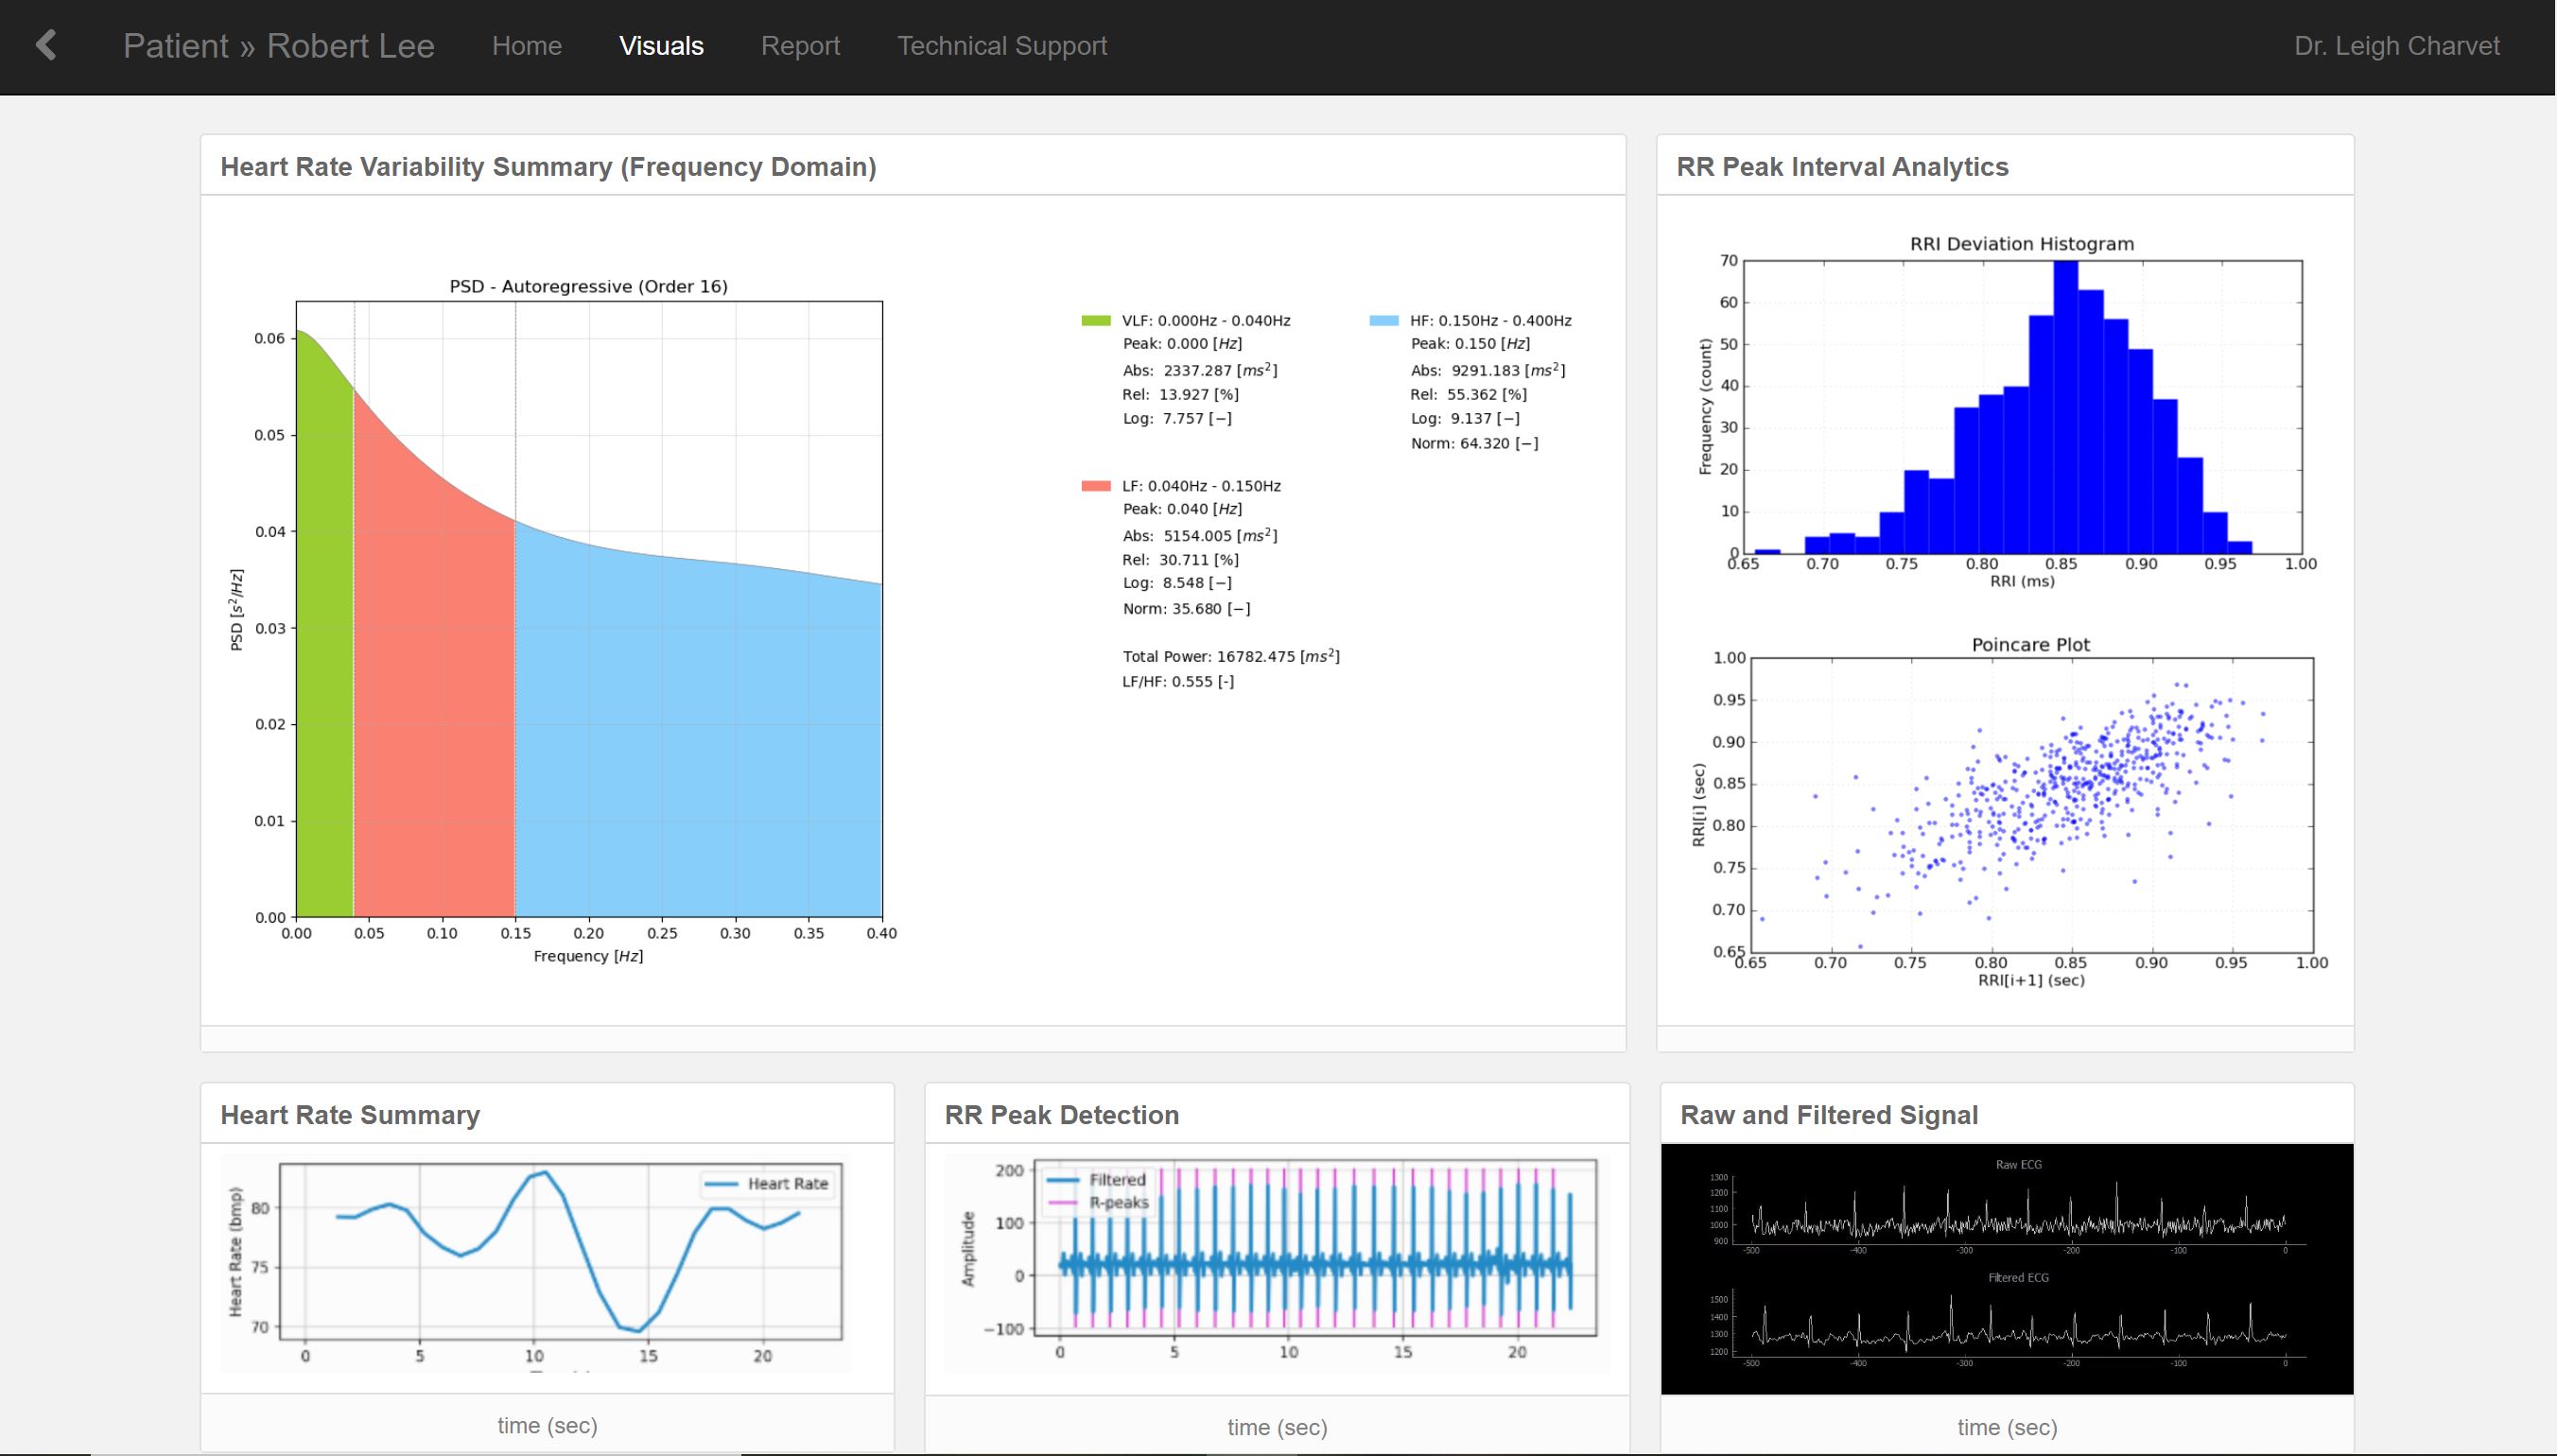 Patient » Robert Lee Home Visuals Report Technical Support Dr. Leigh Charvet
Heart Rate Variability Summary (Frequency Domain)
PSD - Autoregressive (Order 16)
0.06
0.05
0.04
0.03
0.02
0.01
0.00
PSD [s²/Hz]
0.00 0.05 0.10 0.15 0.20 0.25 0.30 0.35 0.40
Frequency [Hz]
VLF: 0.000Hz - 0.040Hz
Peak: 0.000 [Hz]
Abs: 2337.287 [ms²]
Rel: 13.927 [%]
Log: 7.757 [−]
HF: 0.150Hz - 0.400Hz
Peak: 0.150 [Hz]
Abs: 9291.183 [ms²]
Rel: 55.362 [%]
Log: 9.137 [−]
Norm: 64.320 [−]
LF: 0.040Hz - 0.150Hz
Peak: 0.040 [Hz]
Abs: 5154.005 [ms²]
Rel: 30.711 [%]
Log: 8.548 [−]
Norm: 35.680 [−]
Total Power: 16782.475 [ms²]
LF/HF: 0.555 [-]
RR Peak Interval Analytics
RRI Deviation Histogram
70
60
50
40
30
20
10
0
Frequency (count)
0.65 0.70 0.75 0.80 0.85 0.90 0.95 1.00
RRI (ms)
Poincare Plot
1.00
0.95
0.90
0.85
0.80
0.75
0.70
0.65
RRI[i] (sec)
0.65 0.70 0.75 0.80 0.85 0.90 0.95 1.00
RRI[i+1] (sec)
Heart Rate Summary
Heart Rate
80
75
70
Heart Rate (bmp)
0 5 10 15 20
time (sec)
RR Peak Detection
Filtered
R-peaks
200
100
0
−100
Amplitude
0 5 10 15 20
time (sec)
Raw and Filtered Signal
Raw ECG
1300
1200
1100
1000
900
-500 -400 -300 -200 -100 0
Filtered ECG
1500
1400
1300
1200
-500 -400 -300 -200 -100 0
time (sec)